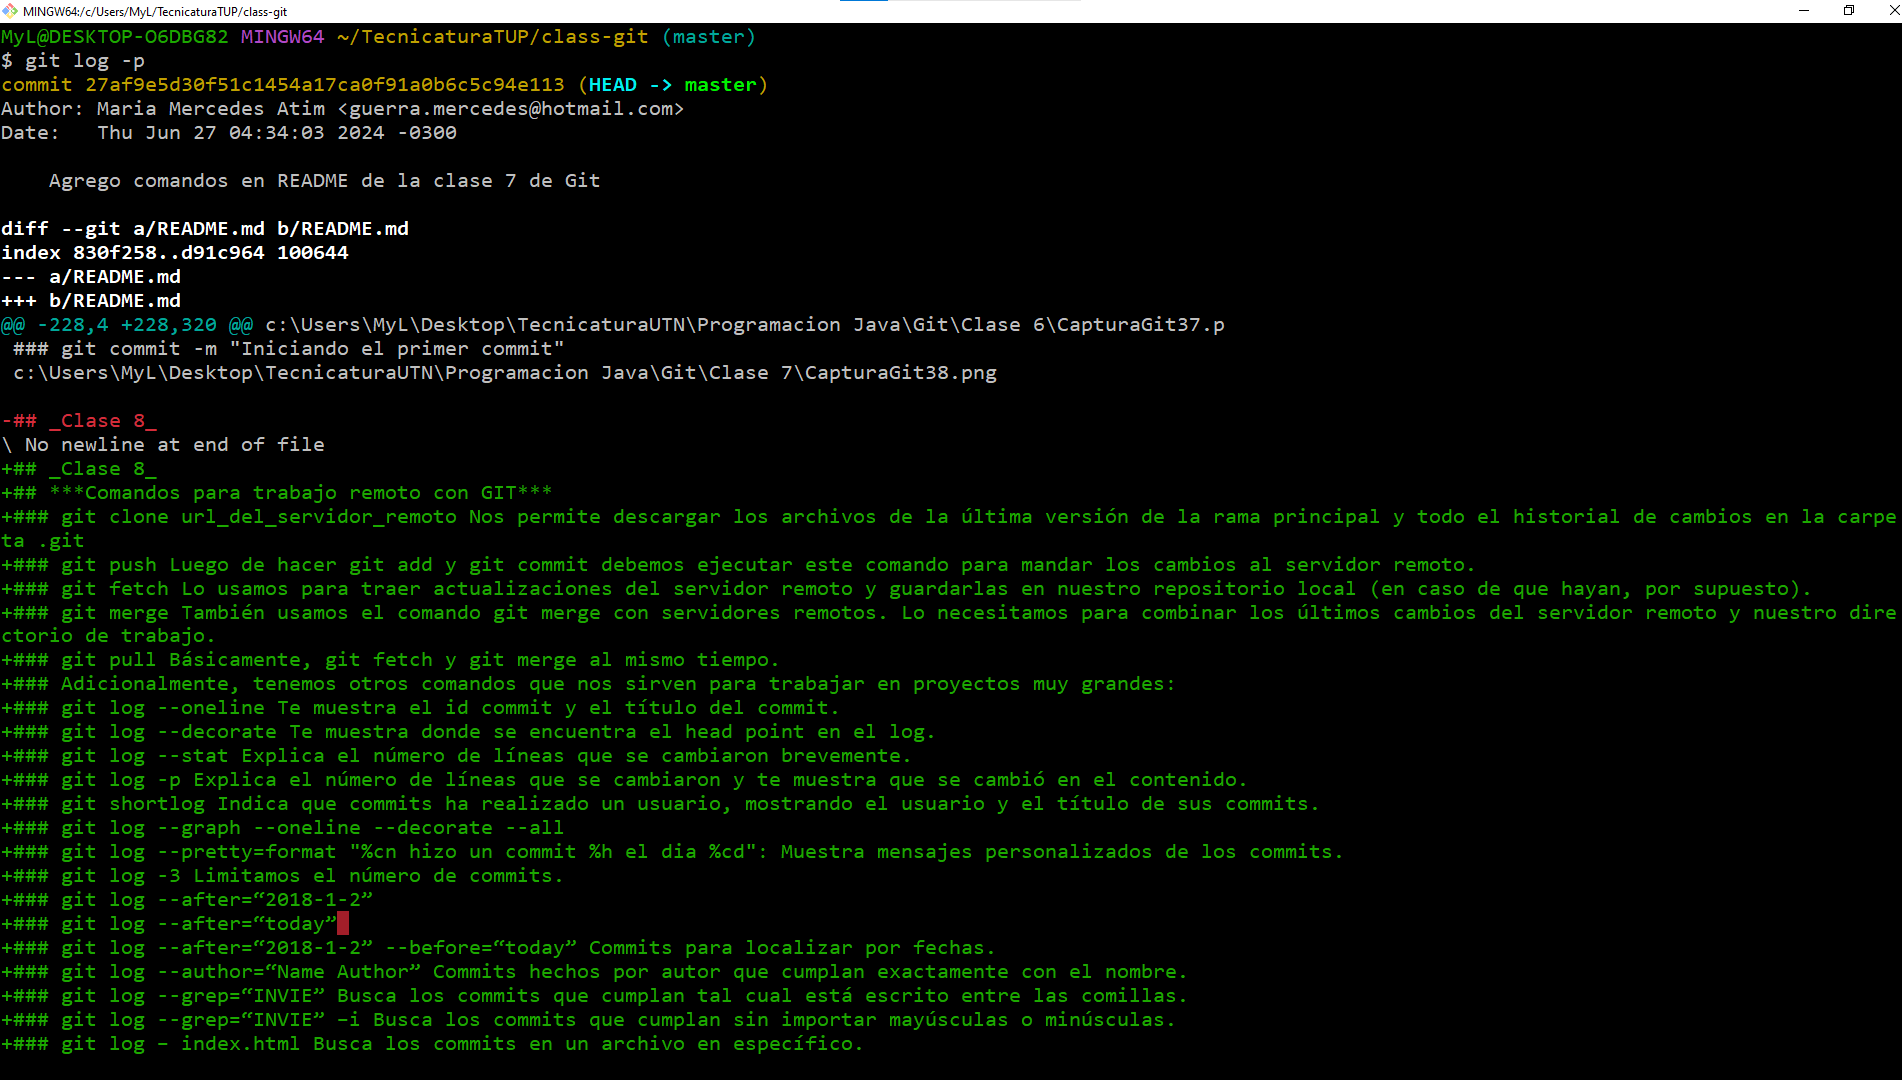 MINGW64:/c/Users/MyL/TecnicaturaTUP/class-git
MyL@DESKTOP-O6DBG82 MINGW64 ~/TecnicaturaTUP/class-git (master)
$ git log -p
commit 27af9e5d30f51c1454a17ca0f91a0b6c5c94e113 (HEAD -> master)
Author: Maria Mercedes Atim <guerra.mercedes@hotmail.com>
Date:   Thu Jun 27 04:34:03 2024 -0300
    Agrego comandos en README de la clase 7 de Git
diff --git a/README.md b/README.md
index 830f258..d91c964 100644
--- a/README.md
+++ b/README.md
@@ -228,4 +228,320 @@ c:\Users\MyL\Desktop\TecnicaturaUTN\Programacion Java\Git\Clase 6\CapturaGit37.p
 ### git commit -m "Iniciando el primer commit"
 c:\Users\MyL\Desktop\TecnicaturaUTN\Programacion Java\Git\Clase 7\CapturaGit38.png
-## _Clase 8_
\ No newline at end of file
+## _Clase 8_
+## ***Comandos para trabajo remoto con GIT***
+### git clone url_del_servidor_remoto Nos permite descargar los archivos de la última versión de la rama principal y todo el historial de cambios en la carpe
ta .git
+### git push Luego de hacer git add y git commit debemos ejecutar este comando para mandar los cambios al servidor remoto.
+### git fetch Lo usamos para traer actualizaciones del servidor remoto y guardarlas en nuestro repositorio local (en caso de que hayan, por supuesto).
+### git merge También usamos el comando git merge con servidores remotos. Lo necesitamos para combinar los últimos cambios del servidor remoto y nuestro dire
ctorio de trabajo.
+### git pull Básicamente, git fetch y git merge al mismo tiempo.
+### Adicionalmente, tenemos otros comandos que nos sirven para trabajar en proyectos muy grandes:
+### git log --oneline Te muestra el id commit y el título del commit.
+### git log --decorate Te muestra donde se encuentra el head point en el log.
+### git log --stat Explica el número de líneas que se cambiaron brevemente.
+### git log -p Explica el número de líneas que se cambiaron y te muestra que se cambió en el contenido.
+### git shortlog Indica que commits ha realizado un usuario, mostrando el usuario y el título de sus commits.
+### git log --graph --oneline --decorate --all
+### git log --pretty=format "%cn hizo un commit %h el dia %cd": Muestra mensajes personalizados de los commits.
+### git log -3 Limitamos el número de commits.
+### git log --after=“2018-1-2”
+### git log --after=“today”
+### git log --after=“2018-1-2” --before=“today” Commits para localizar por fechas.
+### git log --author=“Name Author” Commits hechos por autor que cumplan exactamente con el nombre.
+### git log --grep=“INVIE” Busca los commits que cumplan tal cual está escrito entre las comillas.
+### git log --grep=“INVIE” –i Busca los commits que cumplan sin importar mayúsculas o minúsculas.
+### git log – index.html Busca los commits en un archivo en específico.